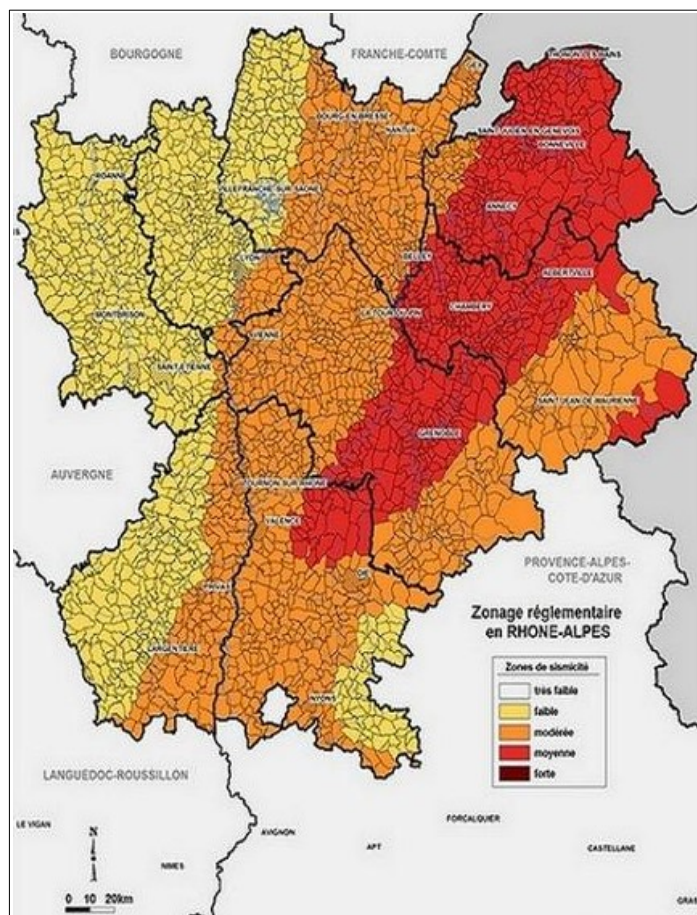 BOURGOGNE
FRANCHE-COMTE
GEX
THONON-LES-BAINS
BOURG-EN-BRESSE
NANTUA
SAINT-JULIEN-EN-GENEVOIS
BONNEVILLE
ROANNE
VILLEFRANCHE-SUR-SAONE
ANNECY
LYON
BELLEY
ALBERTVILLE
MONTBRISON
LA TOUR-DU-PIN
CHAMBERY
VIENNE
SAINT-ETIENNE
SAINT-JEAN-DE-MAURIENNE
GRENOBLE
AUVERGNE
TOURNON-SUR-RHONE
VALENCE
PROVENCE-ALPES-
COTE-D'AZUR
DIE
PRIVAS
Zonage réglementaire
en RHONE-ALPES
LARGENTIERE
Zones de sismicité
très faible
faible
modérée
moyenne
forte
NYONS
LANGUEDOC-ROUSSILLON
LE VIGAN
N
AVIGNON
FORCALQUIER
APT
CASTELLANE
NIMES
0 10 20km